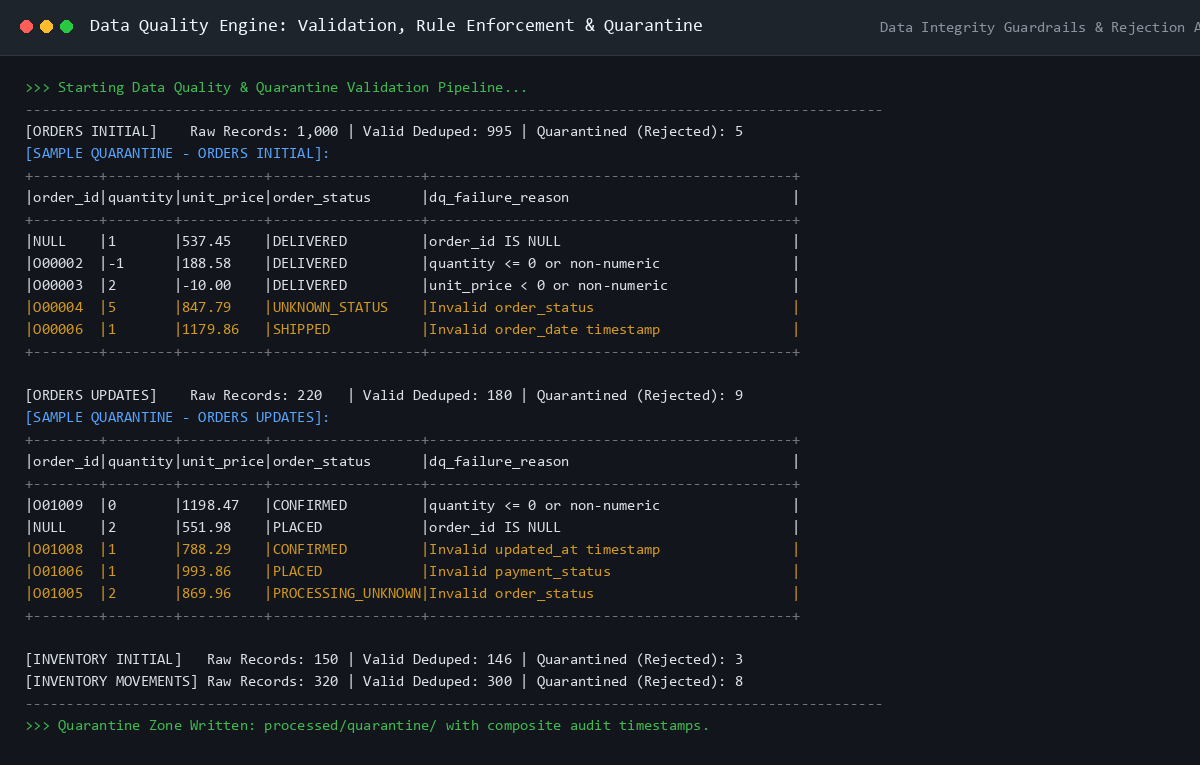 Data Quality Engine: Validation, Rule Enforcement & Quarantine
Data Integrity Guardrails & Rejection A
>>> Starting Data Quality & Quarantine Validation Pipeline...
--------------------------------------------------------------------------------------------------------
[ORDERS INITIAL]    Raw Records: 1,000 | Valid Deduped: 995 | Quarantined (Rejected): 5
[SAMPLE QUARANTINE - ORDERS INITIAL]:
+--------+--------+----------+------------------+--------------------------------------------+
|order_id|quantity|unit_price|order_status      |dq_failure_reason                           |
+--------+--------+----------+------------------+--------------------------------------------+
|NULL    |1       |537.45    |DELIVERED         |order_id IS NULL                            |
|O00002  |-1      |188.58    |DELIVERED         |quantity <= 0 or non-numeric                |
|O00003  |2       |-10.00    |DELIVERED         |unit_price < 0 or non-numeric               |
|O00004  |5       |847.79    |UNKNOWN_STATUS    |Invalid order_status                        |
|O00006  |1       |1179.86   |SHIPPED           |Invalid order_date timestamp                |
+--------+--------+----------+------------------+--------------------------------------------+
[ORDERS UPDATES]    Raw Records: 220   | Valid Deduped: 180 | Quarantined (Rejected): 9
[SAMPLE QUARANTINE - ORDERS UPDATES]:
+--------+--------+----------+------------------+--------------------------------------------+
|order_id|quantity|unit_price|order_status      |dq_failure_reason                           |
+--------+--------+----------+------------------+--------------------------------------------+
|O01009  |0       |1198.47   |CONFIRMED         |quantity <= 0 or non-numeric                |
|NULL    |2       |551.98    |PLACED            |order_id IS NULL                            |
|O01008  |1       |788.29    |CONFIRMED         |Invalid updated_at timestamp                |
|O01006  |1       |993.86    |PLACED            |Invalid payment_status                      |
|O01005  |2       |869.96    |PROCESSING_UNKNOWN|Invalid order_status                        |
+--------+--------+----------+------------------+--------------------------------------------+
[INVENTORY INITIAL]   Raw Records: 150 | Valid Deduped: 146 | Quarantined (Rejected): 3
[INVENTORY MOVEMENTS] Raw Records: 320 | Valid Deduped: 300 | Quarantined (Rejected): 8
--------------------------------------------------------------------------------------------------------
>>> Quarantine Zone Written: processed/quarantine/ with composite audit timestamps.